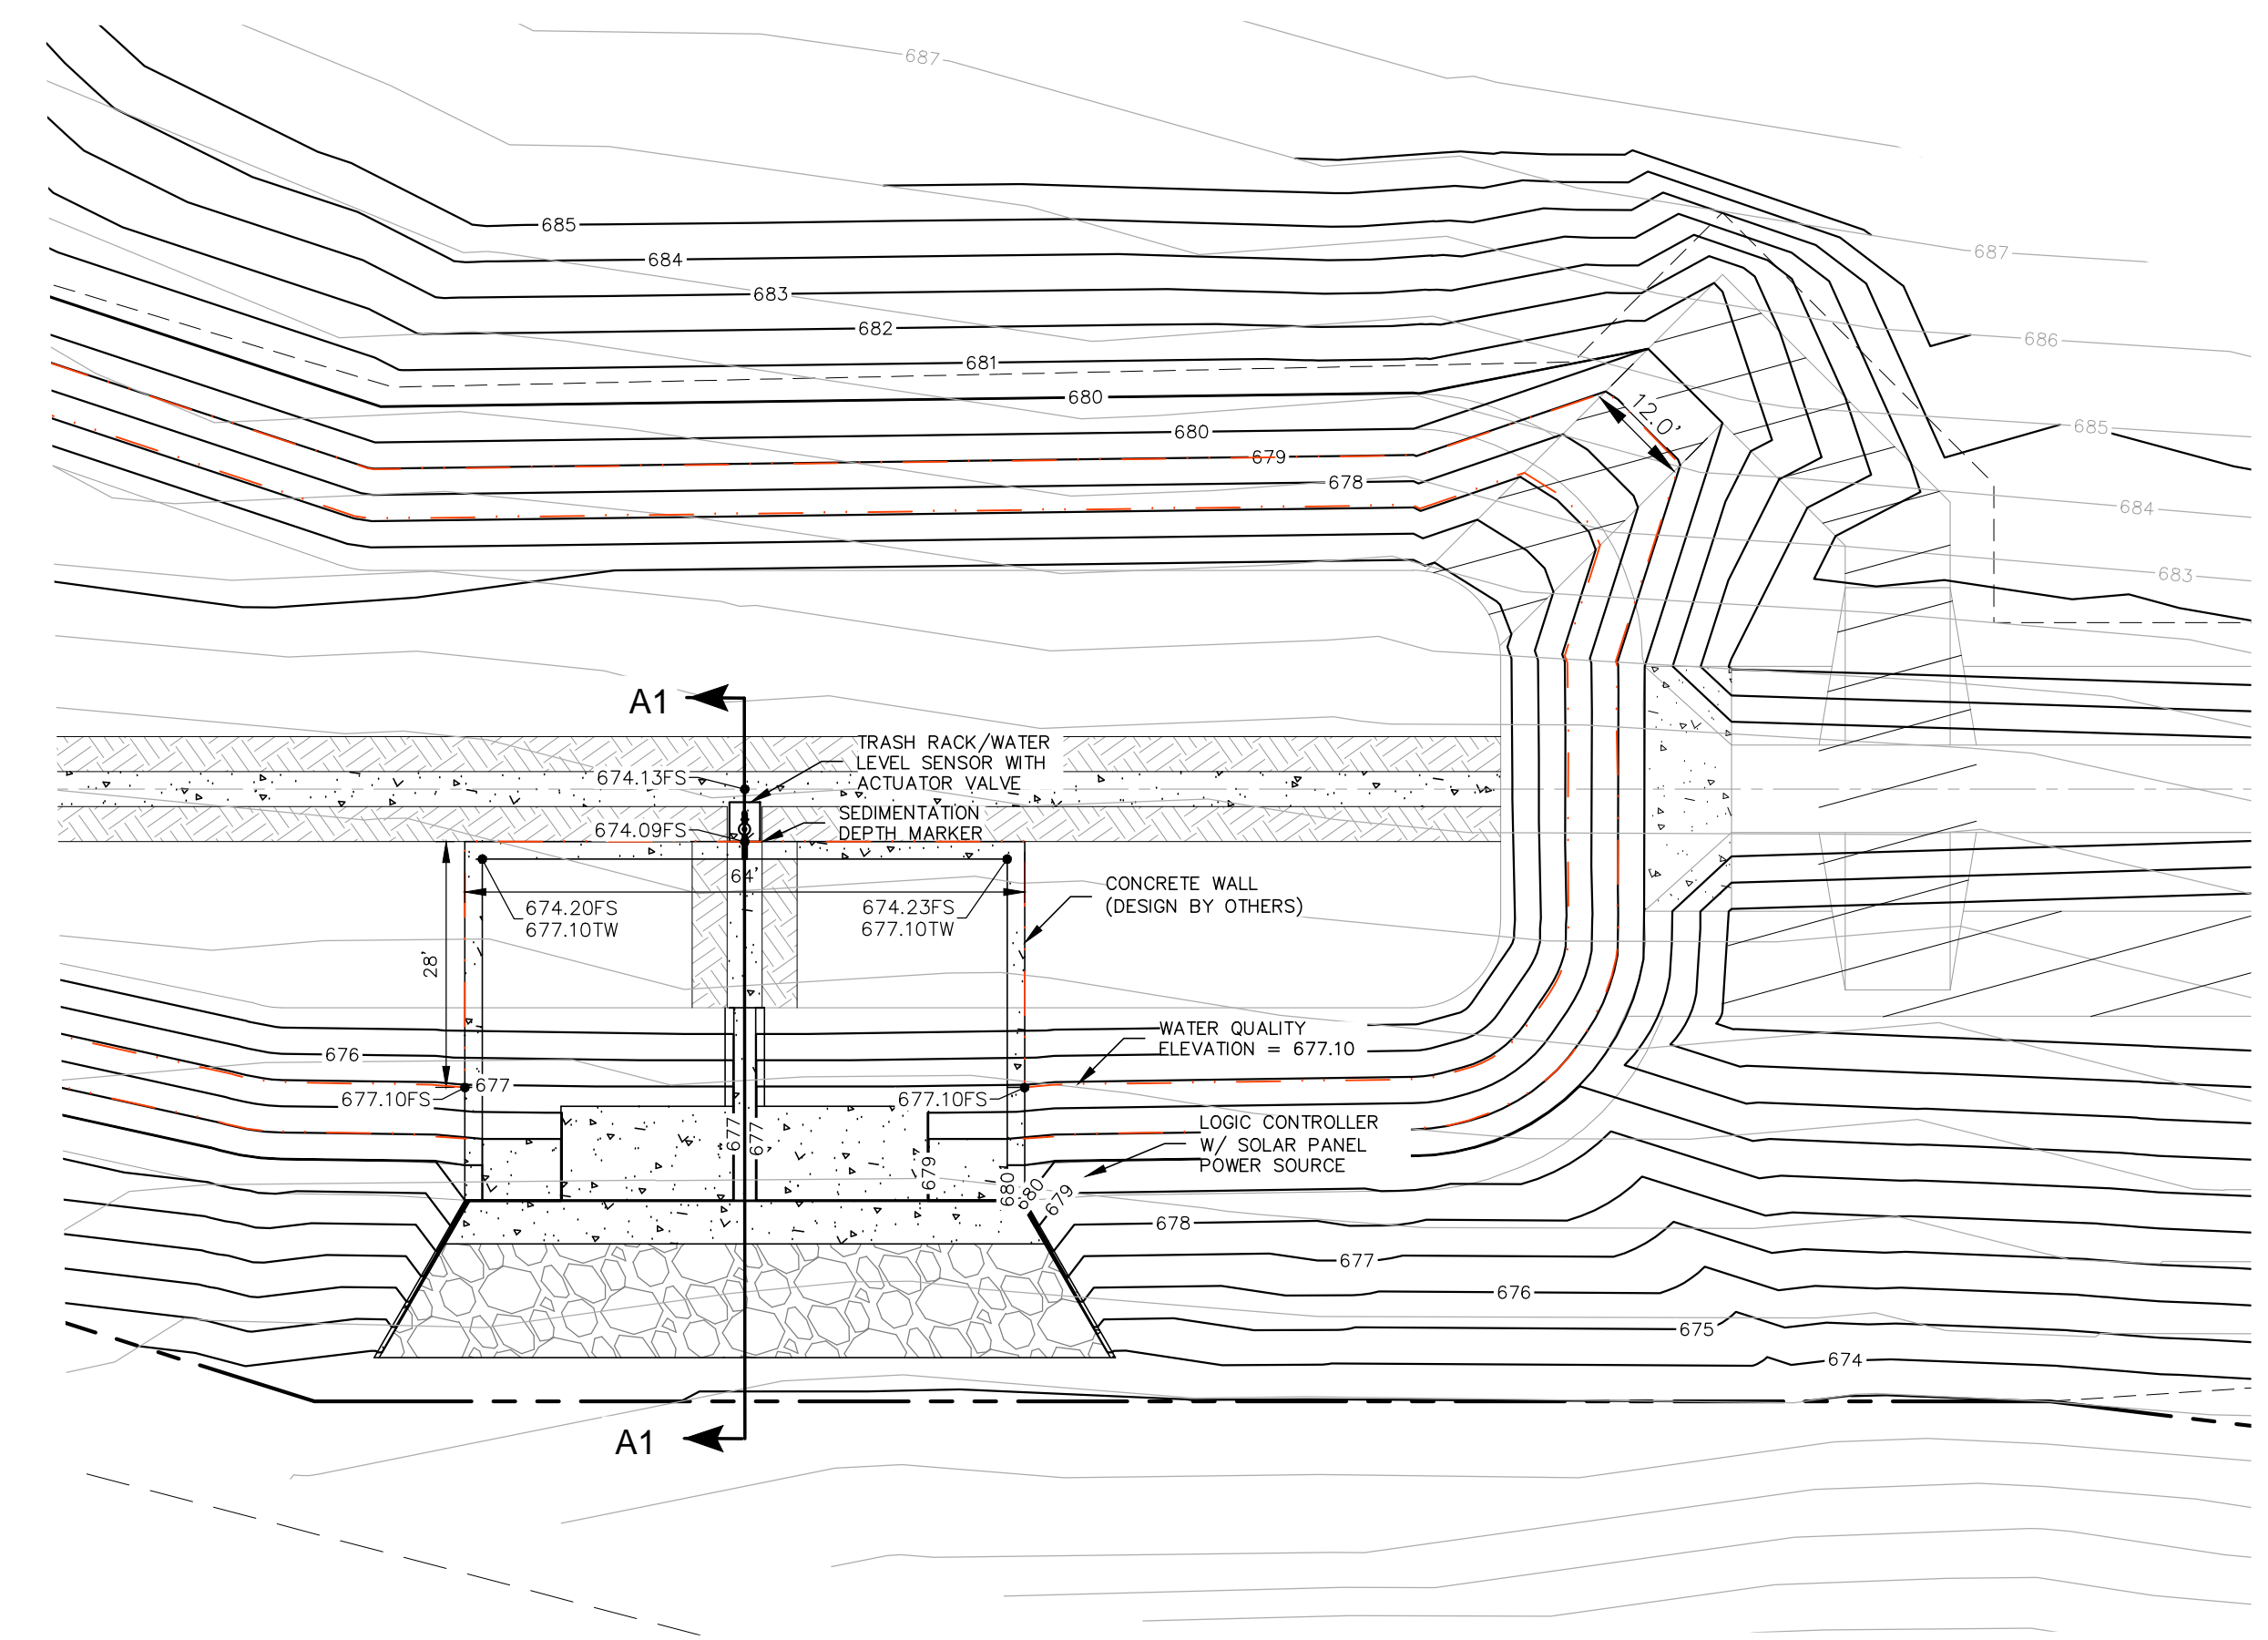 687
685
684
687
683
682
686
681
680
12.0'
685
680
679
678
684
683
A1
TRASH RACK/WATER
LEVEL SENSOR WITH
ACTUATOR VALVE
674.13FS
SEDIMENTATION
DEPTH MARKER
674.09FS
64'
CONCRETE WALL
(DESIGN BY OTHERS)
674.20FS
677.10TW
674.23FS
677.10TW
28'
WATER QUALITY
ELEVATION = 677.10
676
677
677.10FS
677.10FS
LOGIC CONTROLLER
W/ SOLAR PANEL
POWER SOURCE
677
677
679
680
680
679
678
677
676
675
674
A1